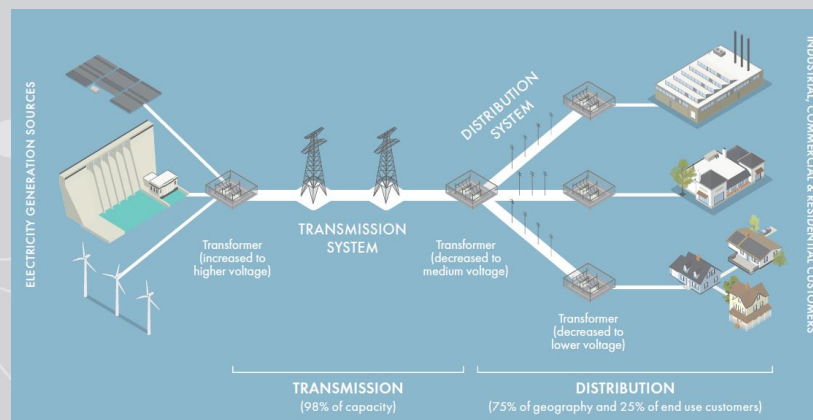 ELECTRICITY GENERATION SOURCES
Transformer
(increased to
higher voltage)
TRANSMISSION
SYSTEM
Transformer
(decreased to
medium voltage)
DISTRIBUTION
SYSTEM
Transformer
(decreased to
lower voltage)
INDUSTRIAL, COMMERCIAL & RESIDENTIAL CUSTOMERS
TRANSMISSION
(98% of capacity)
DISTRIBUTION
(75% of geography and 25% of end use customers)